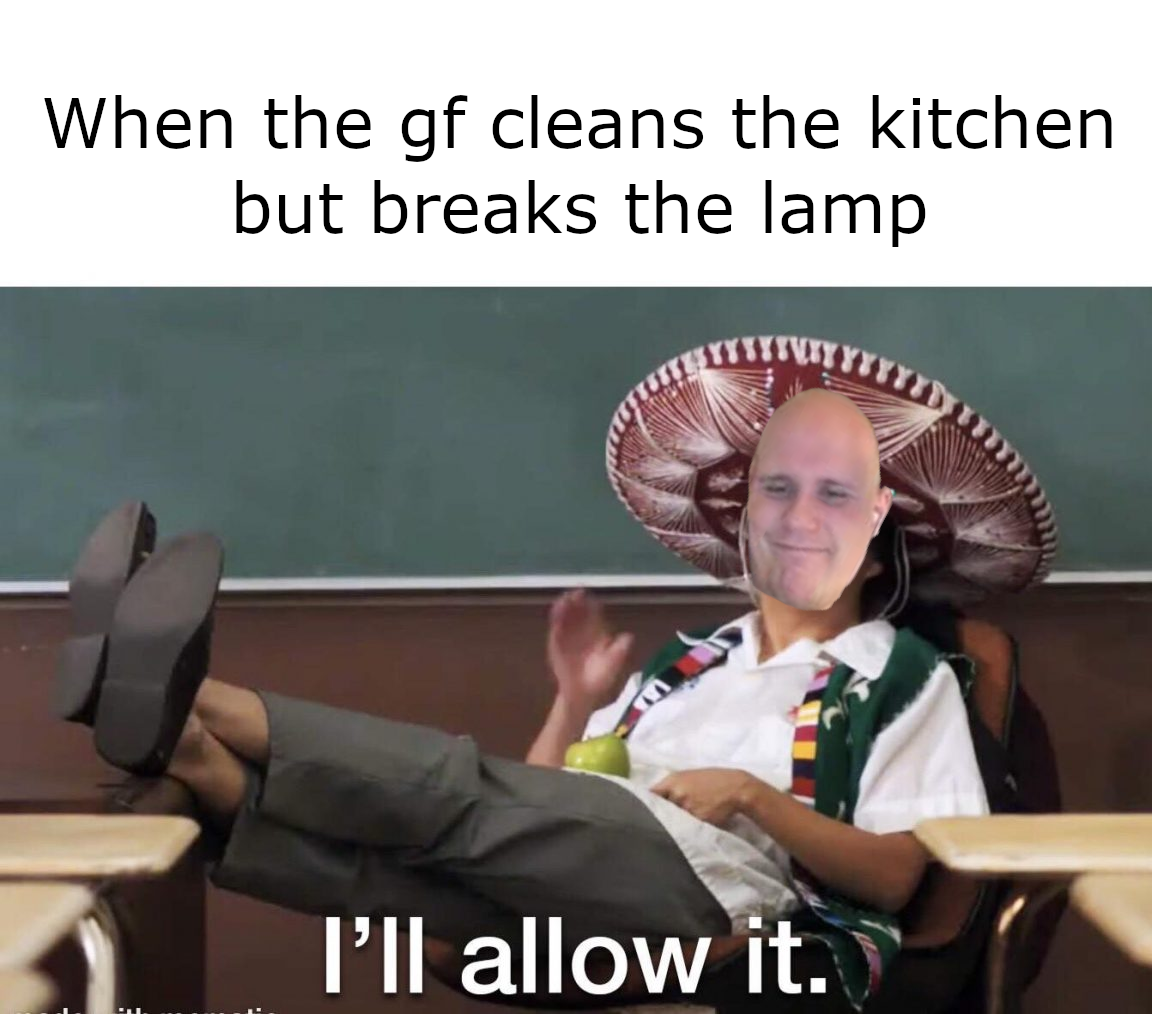 When the gf cleans the kitchen
but breaks the lamp
I'll allow it.